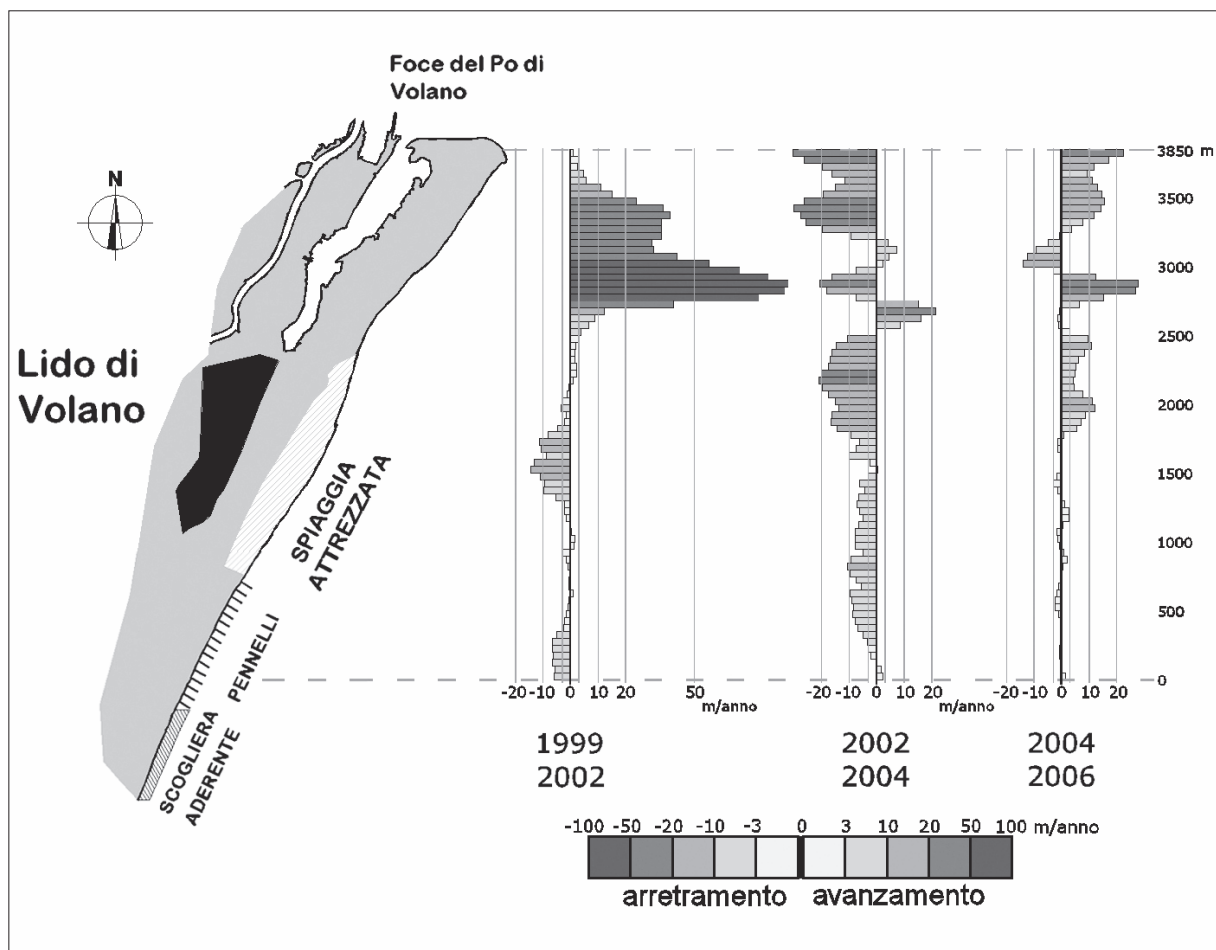 Foce del Po di
Volano
N
Lido di
Volano
SPIAGGIA
ATTREZZATA
PENNELLI
SCOGLIERA
ADERENTE
3850 m
3500
3000
2500
2000
1500
1000
500
0
-20 -10 0 10 20 50
m/anno
-20 -10 0 10 20
m/anno
-20 -10 0 10 20
m/anno
1999
2002
2002
2004
2004
2006
-100 -50 -20 -10 -3 0 3 10 20 50 100 m/anno
arretramento avanzamento